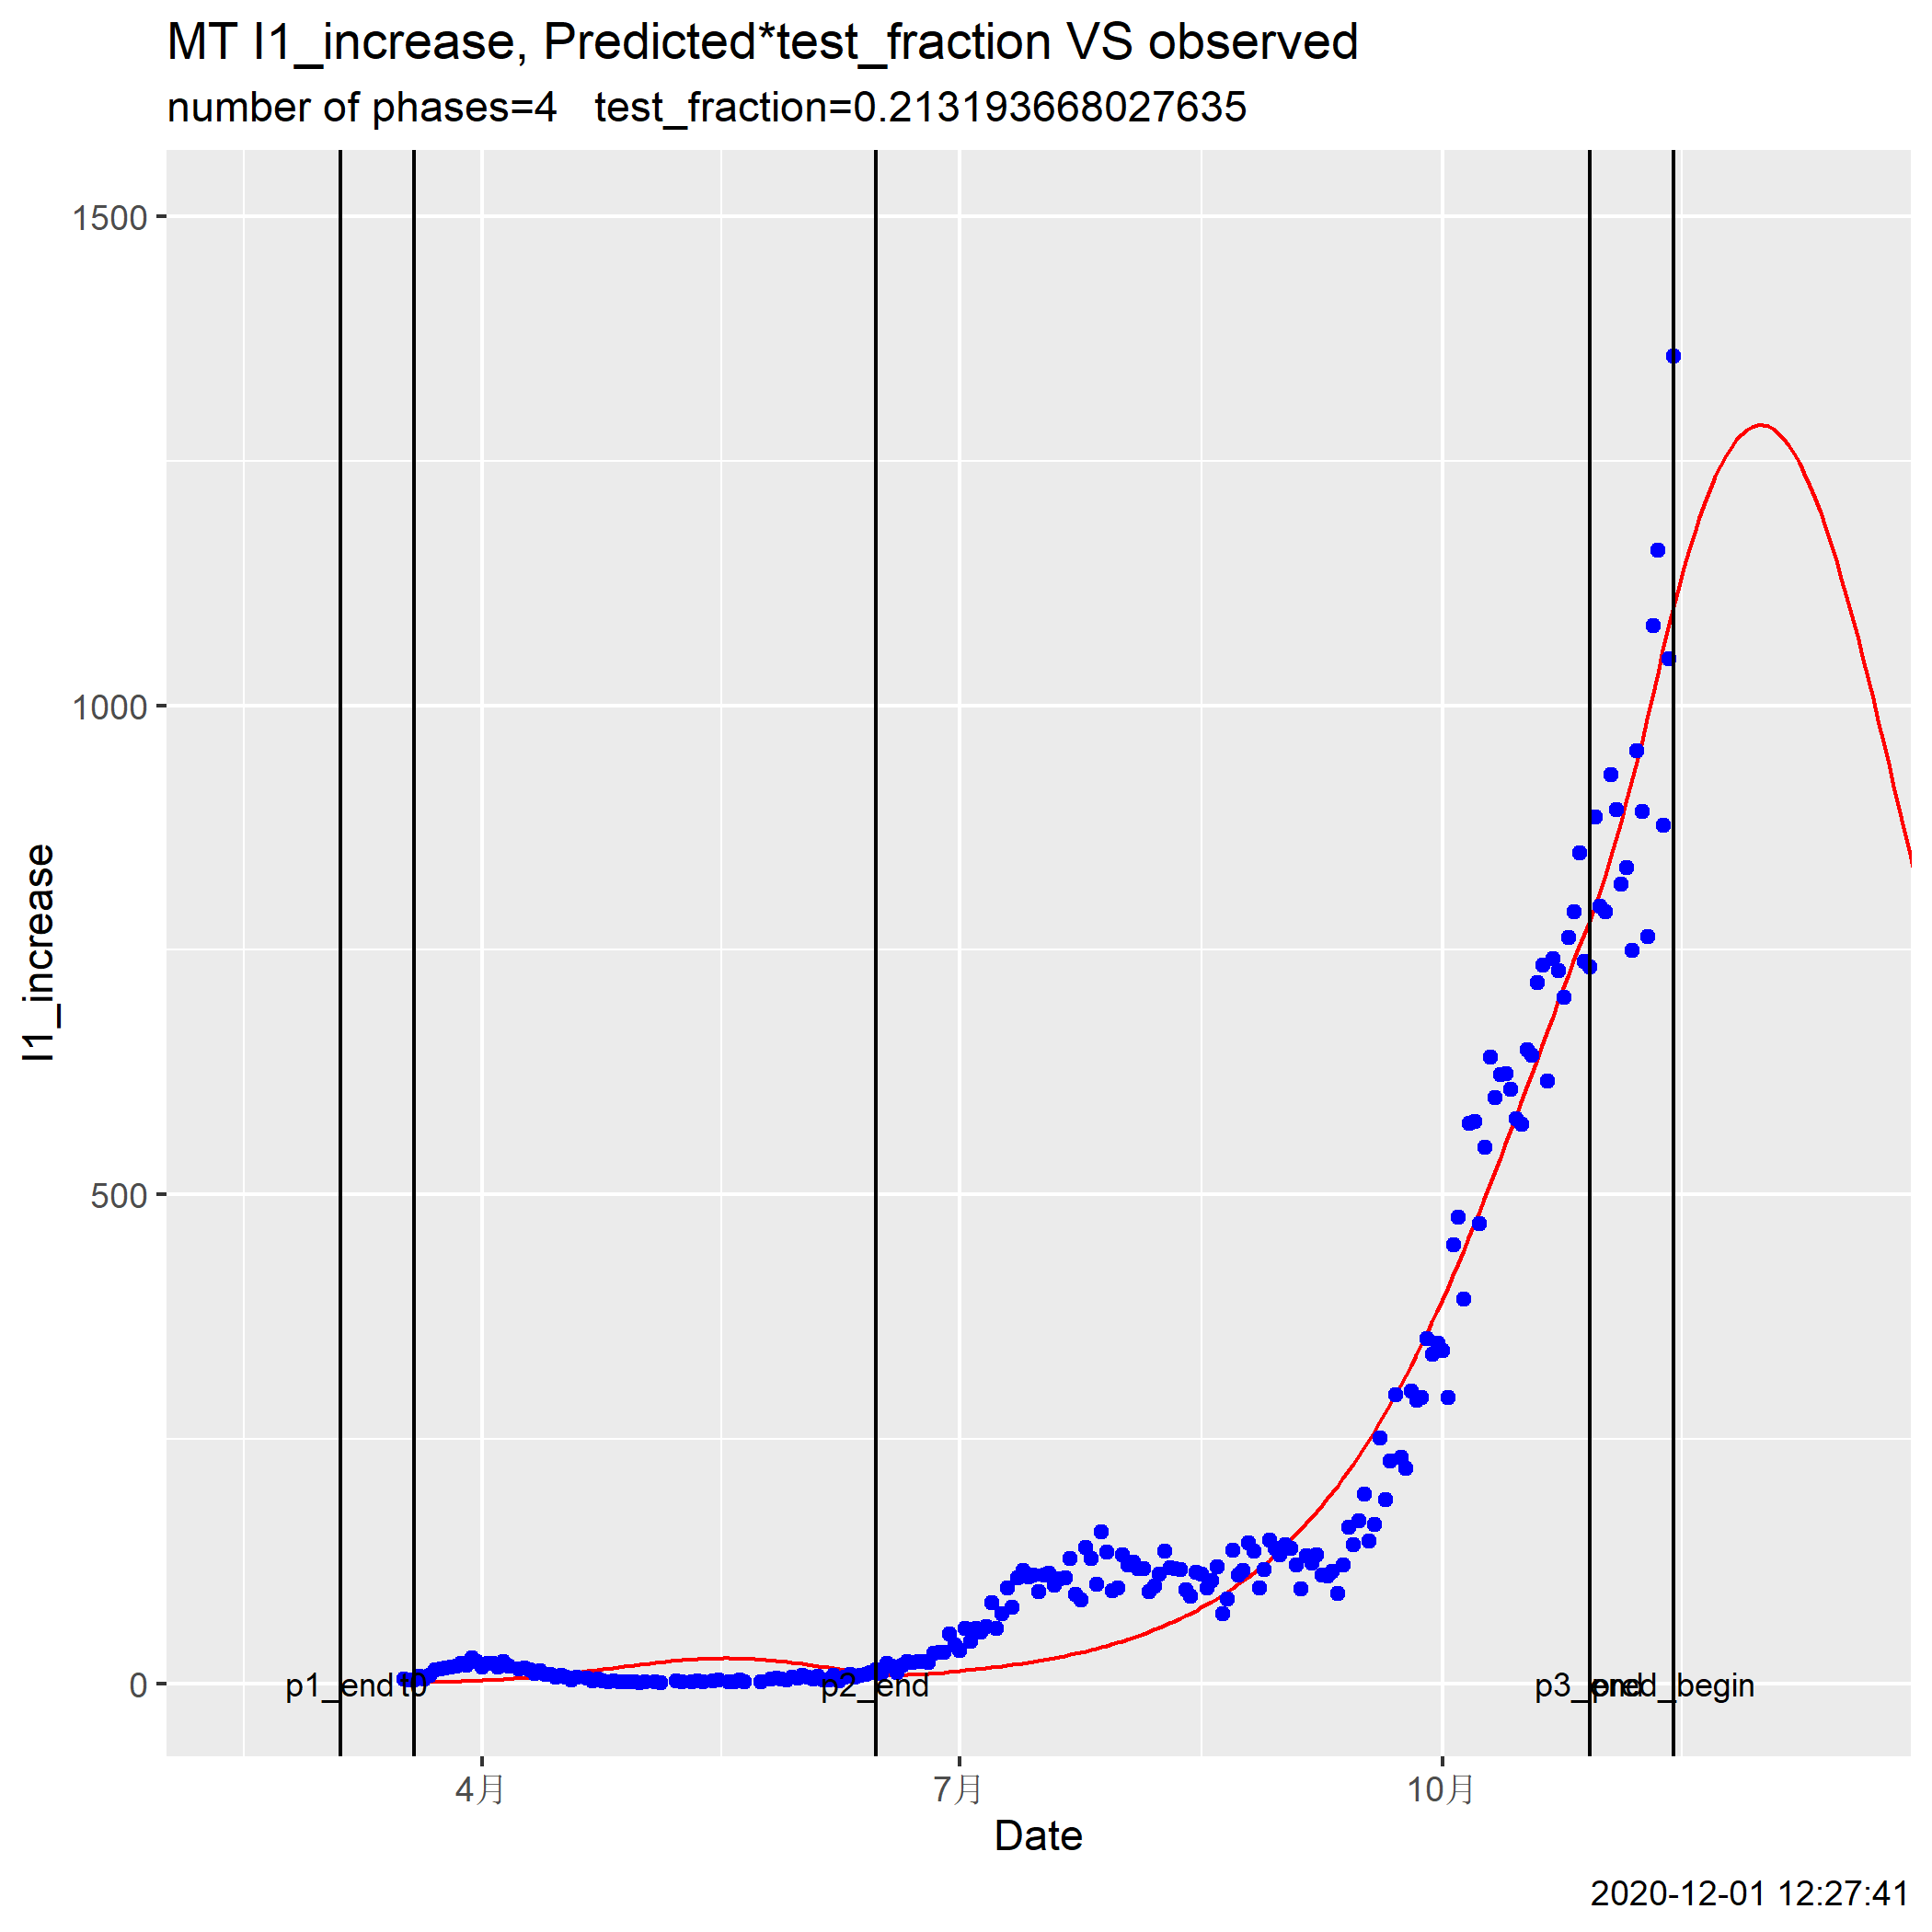 MT I1_increase, Predicted*test_fraction VS observed
number of phases=4 test_fraction=0.213193668027635
1500
1000
500
0
I1_increase
p1_end
t0
p2_end
p3_end
pred_begin
4月
7月
10月
Date
2020-12-01 12:27:41